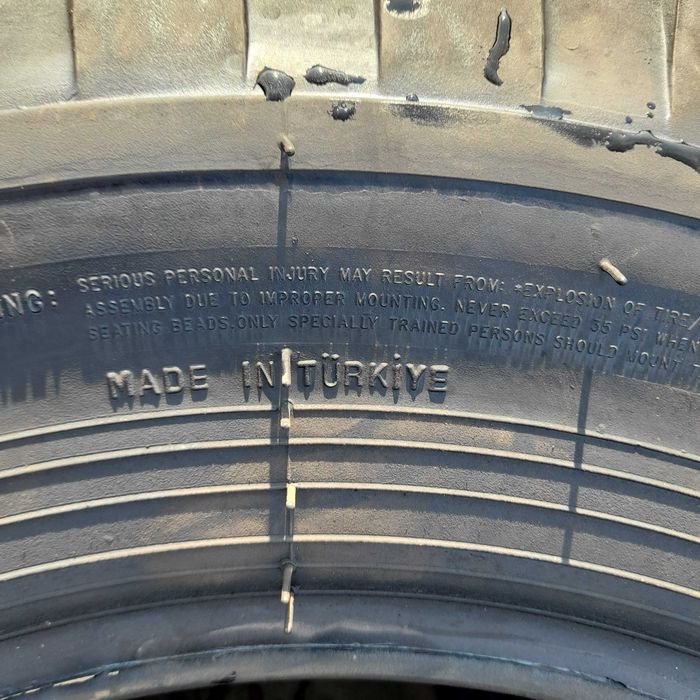 SERIOUS PERSONAL INJURY MAY RESULT FROM: *EXPLOSION OF TIRE/
ING: ASSEMBLY DUE TO IMPROPER MOUNTING. NEVER EXCEED 35 PSI WHEN
SEATING BEADS.ONLY SPECIALLY TRAINED PERSONS SHOULD MOUNT
MADE IN TÜRKİYE